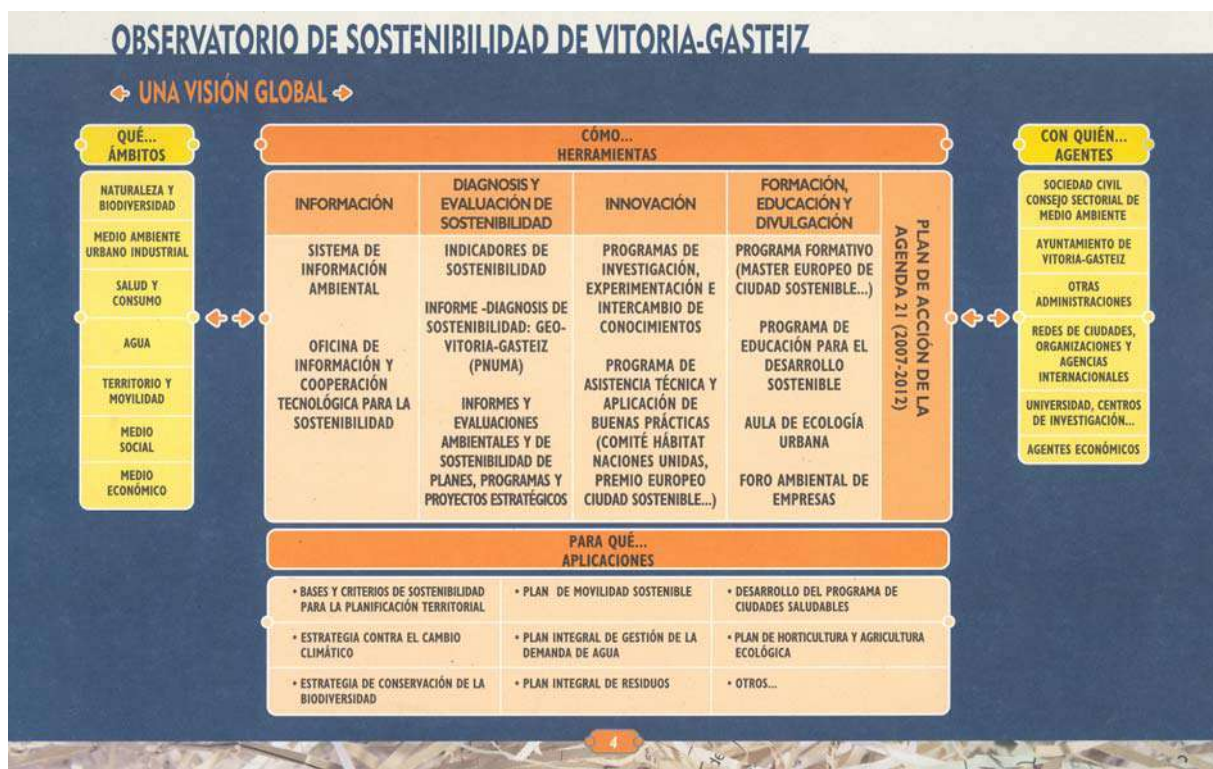 OBSERVATORIO DE SOSTENIBILIDAD DE VITORIA-GASTEIZ
UNA VISIÓN GLOBAL
QUÉ...
ÁMBITOS
NATURALEZA Y
BIODIVERSIDAD
MEDIO AMBIENTE
URBANO INDUSTRIAL
SALUD Y
CONSUMO
AGUA
TERRITORIO Y
MOVILIDAD
MEDIO
SOCIAL
MEDIO
ECONÓMICO
CÓMO...
HERRAMIENTAS
INFORMACIÓN
SISTEMA DE
INFORMACIÓN
AMBIENTAL
OFICINA DE
INFORMACIÓN Y
COOPERACIÓN
TECNOLÓGICA PARA LA
SOSTENIBILIDAD
DIAGNOSIS Y
EVALUACIÓN DE
SOSTENIBILIDAD
INDICADORES DE
SOSTENIBILIDAD
INFORME -DIAGNOSIS DE
SOSTENIBILIDAD: GEO-
VITORIA-GASTEIZ
(PNUMA)
INFORMES Y
EVALUACIONES
AMBIENTALES Y DE
SOSTENIBILIDAD DE
PLANES, PROGRAMAS Y
PROYECTOS ESTRATÉGICOS
INNOVACIÓN
PROGRAMAS DE
INVESTIGACIÓN,
EXPERIMENTACIÓN E
INTERCAMBIO DE
CONOCIMIENTOS
PROGRAMA DE
ASISTENCIA TÉCNICA Y
APLICACIÓN DE
BUENAS PRÁCTICAS
(COMITÉ HÁBITAT
NACIONES UNIDAS,
PREMIO EUROPEO
CIUDAD SOSTENIBLE...)
FORMACIÓN,
EDUCACIÓN Y
DIVULGACIÓN
PROGRAMA FORMATIVO
(MASTER EUROPEO DE
CIUDAD SOSTENIBLE...)
PROGRAMA DE
EDUCACIÓN PARA EL
DESARROLLO
SOSTENIBLE
AULA DE ECOLOGÍA
URBANA
FORO AMBIENTAL DE
EMPRESAS
PLAN DE ACCIÓN DE LA
AGENDA 21 (2007-2012)
CON QUIÉN...
AGENTES
SOCIEDAD CIVIL
CONSEJO SECTORIAL DE
MEDIO AMBIENTE
AYUNTAMIENTO DE
VITORIA-GASTEIZ
OTRAS
ADMINISTRACIONES
REDES DE CIUDADES,
ORGANIZACIONES Y
AGENCIAS
INTERNACIONALES
UNIVERSIDAD, CENTROS
DE INVESTIGACIÓN...
AGENTES ECONÓMICOS
PARA QUÉ...
APLICACIONES
• BASES Y CRITERIOS DE SOSTENIBILIDAD
PARA LA PLANIFICACIÓN TERRITORIAL
• PLAN DE MOVILIDAD SOSTENIBLE
• DESARROLLO DEL PROGRAMA DE
CIUDADES SALUDABLES
• ESTRATEGIA CONTRA EL CAMBIO
CLIMÁTICO
• PLAN INTEGRAL DE GESTIÓN DE LA
DEMANDA DE AGUA
• PLAN DE HORTICULTURA Y AGRICULTURA
ECOLÓGICA
• ESTRATEGIA DE CONSERVACIÓN DE LA
BIODIVERSIDAD
• PLAN INTEGRAL DE RESIDUOS
• OTROS...
4